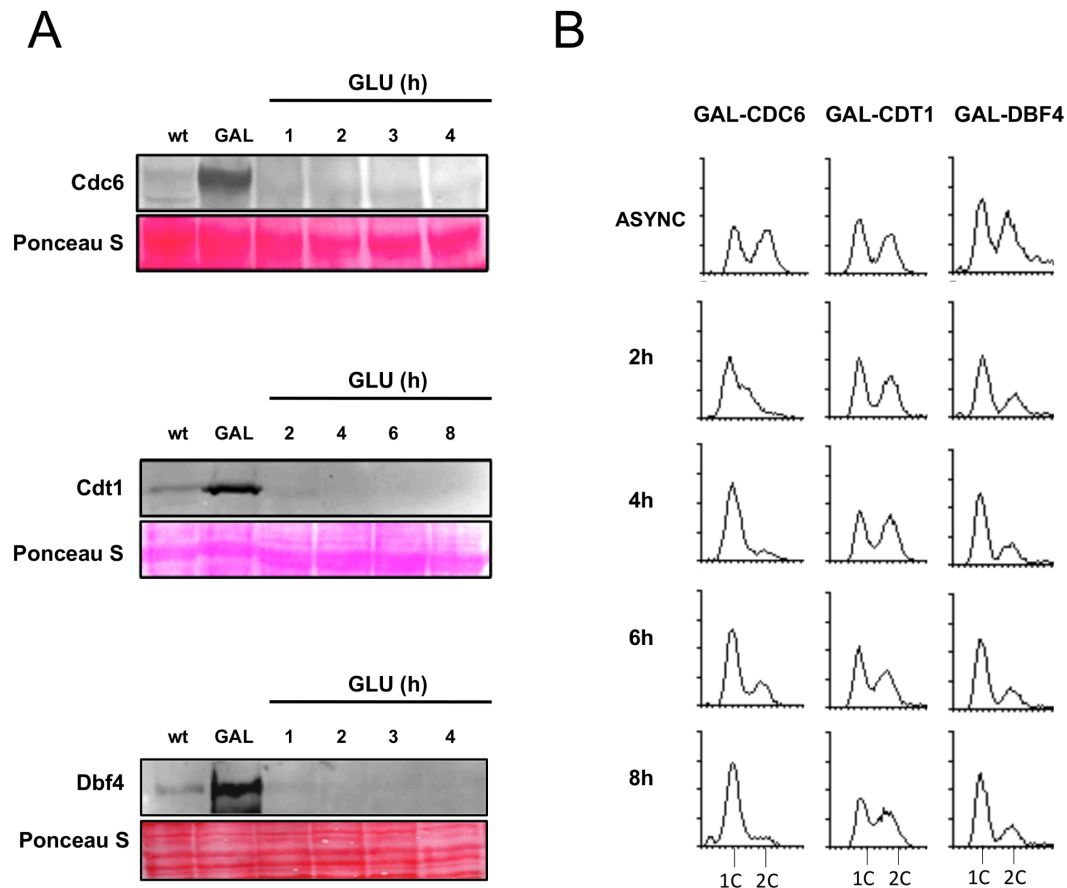 A
GLU (h)
wt GAL 1 2 3 4
Cdc6
Ponceau S
GLU (h)
wt GAL 2 4 6 8
Cdt1
Ponceau S
GLU (h)
wt GAL 1 2 3 4
Dbf4
Ponceau S
B
GAL-CDC6 GAL-CDT1 GAL-DBF4
ASYNC
2h
4h
6h
8h
1C 2C 1C 2C 1C 2C